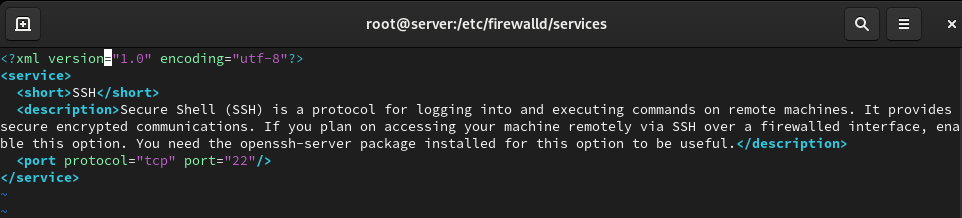 root@server:/etc/firewalld/services
<?xml version="1.0" encoding="utf-8"?>
<service>
  <short>SSH</short>
  <description>Secure Shell (SSH) is a protocol for logging into and executing commands on remote machines. It provides
secure encrypted communications. If you plan on accessing your machine remotely via SSH over a firewalled interface, ena
ble this option. You need the openssh-server package installed for this option to be useful.</description>
  <port protocol="tcp" port="22"/>
</service>
~
~